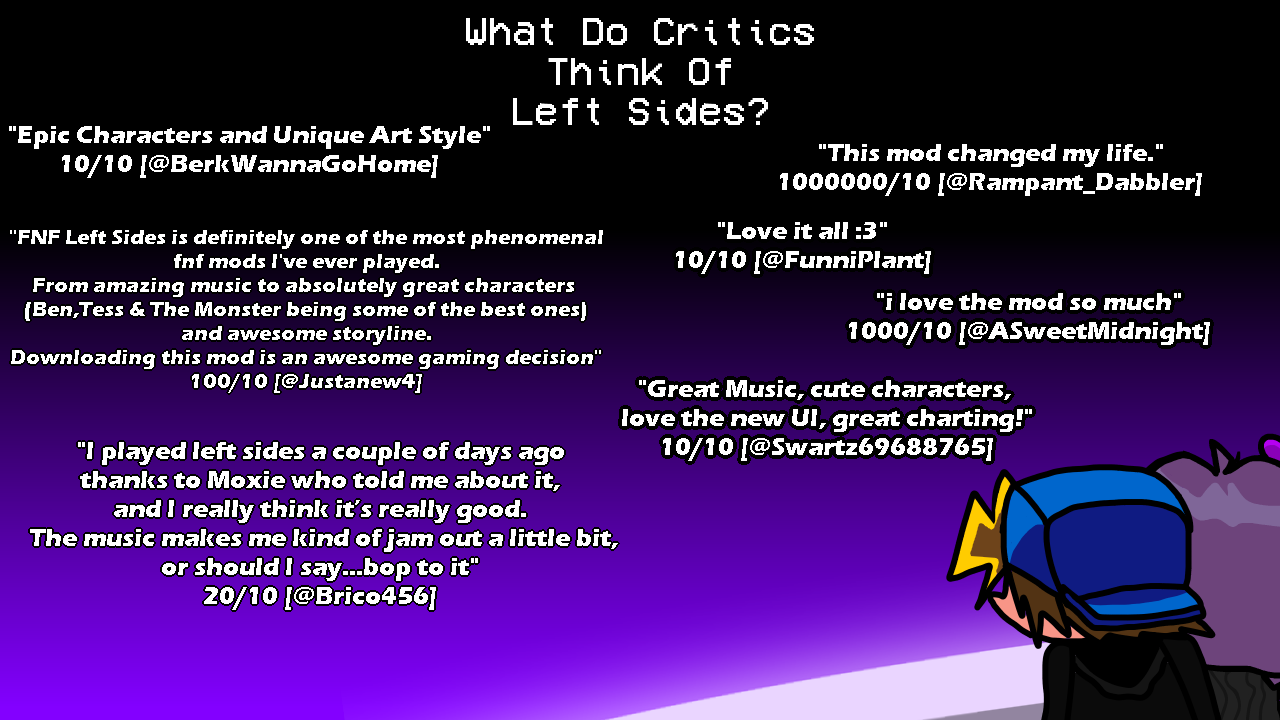 What Do Critics
Think Of
Left Sides?
"Epic Characters and Unique Art Style"
10/10 [@BerkWannaGoHome]
"This mod changed my life."
1000000/10 [@Rampant_Dabbler]
"FNF Left Sides is definitely one of the most phenomenal
fnf mods I've ever played.
From amazing music to absolutely great characters
(Ben,Tess & The Monster being some of the best ones)
and awesome storyline.
Downloading this mod is an awesome gaming decision"
100/10 [@Justanew4]
"Love it all :3"
10/10 [@FunniPlant]
"i love the mod so much"
1000/10 [@ASweetMidnight]
"Great Music, cute characters,
love the new UI, great charting!"
10/10 [@Swartz69688765]
"I played left sides a couple of days ago
thanks to Moxie who told me about it,
and I really think it’s really good.
The music makes me kind of jam out a little bit,
or should I say...bop to it"
20/10 [@Brico456]